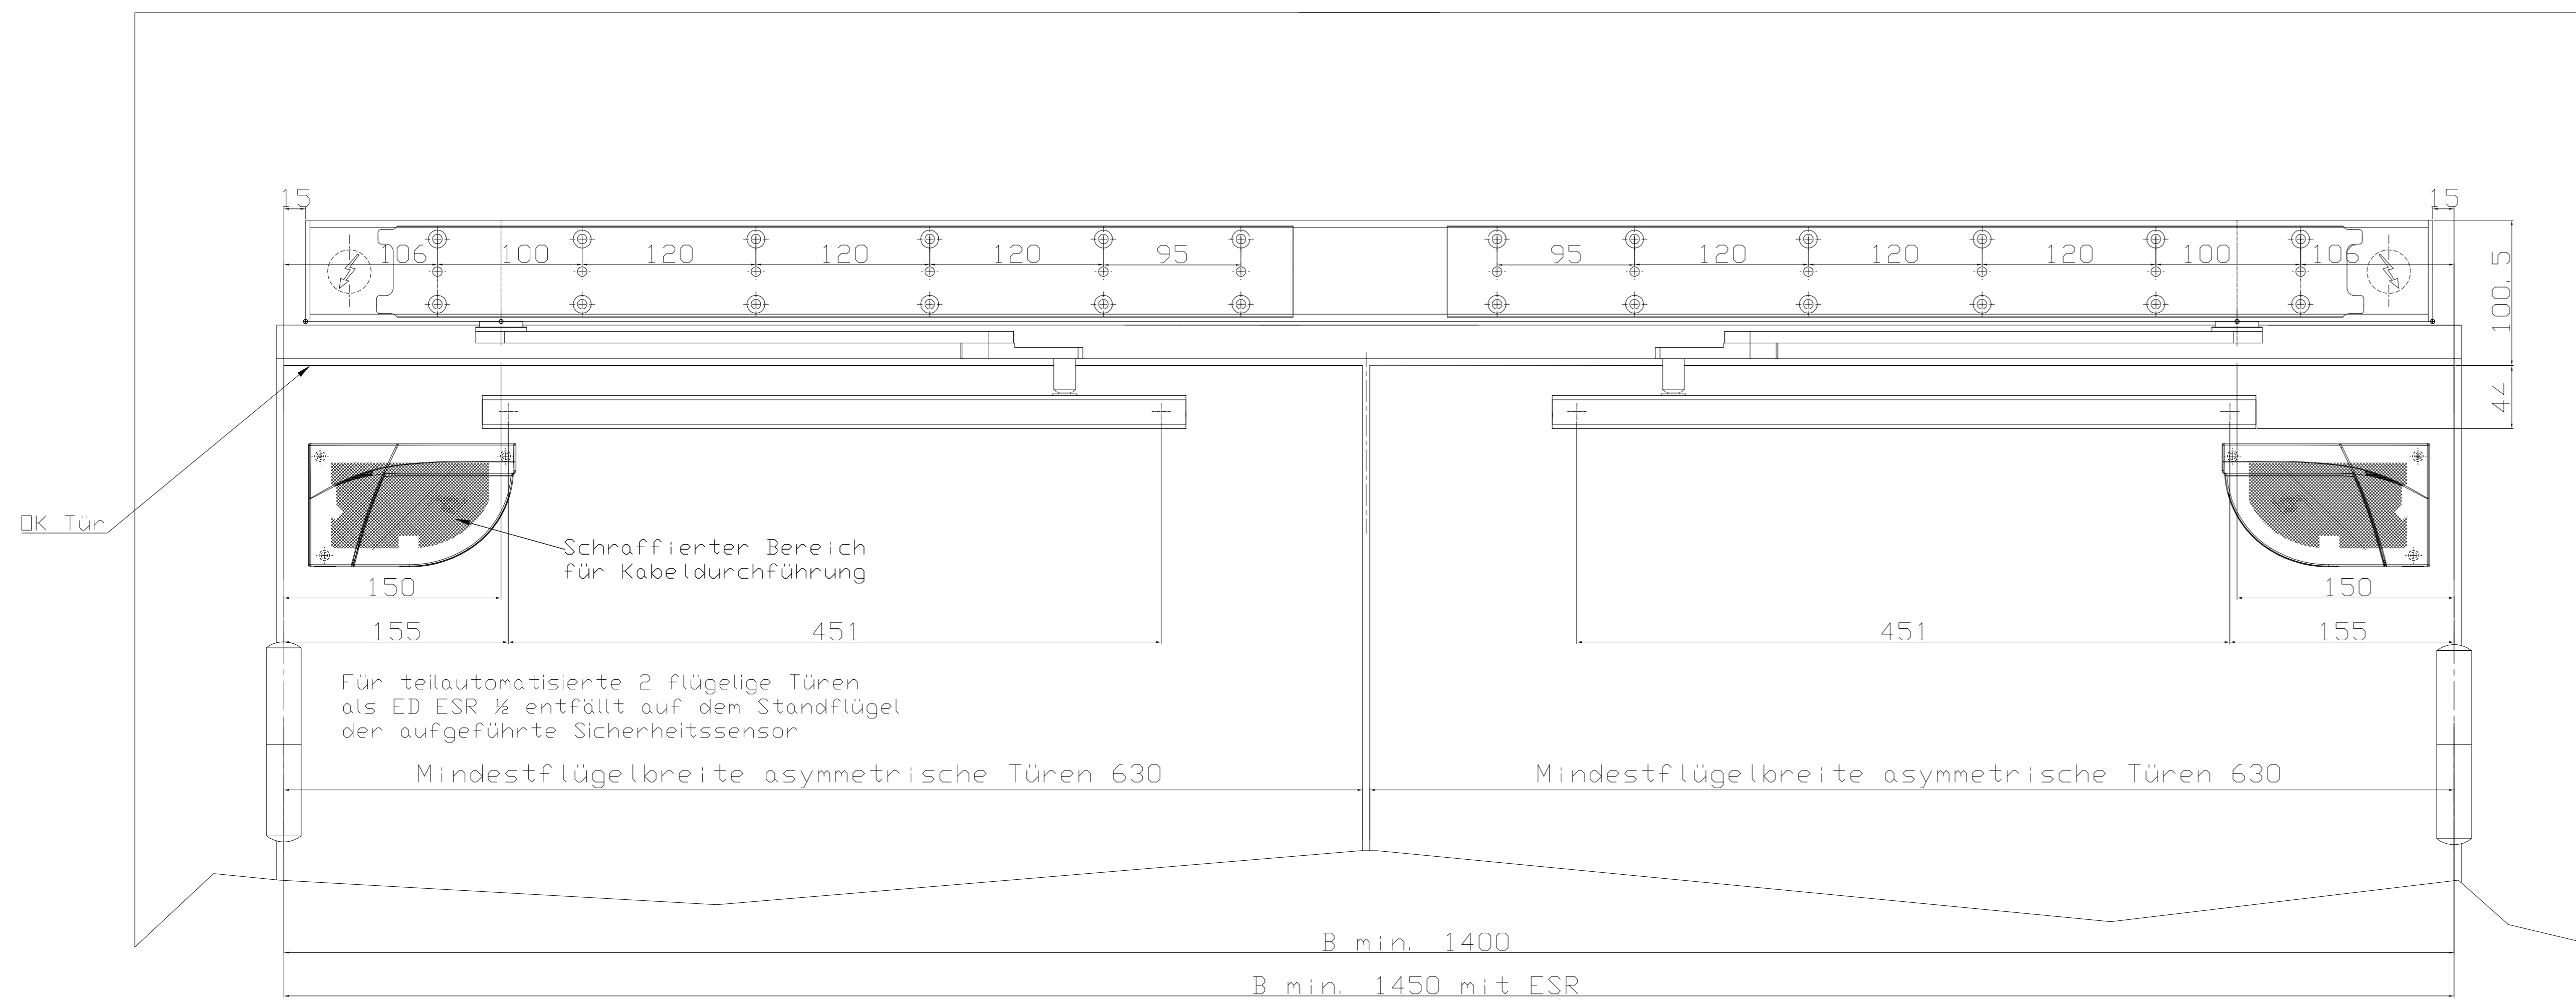 15
15
106
100
120
120
120
95
95
120
120
120
100
106
100,5
44
OK Tür
Schraffierter Bereich
für Kabeldurchführung
150
150
155
451
451
155
Für teilautomatisierte 2 flügelige Türen
als ED ESR ½ entfällt auf dem Standflügel
der aufgeführte Sicherheitssensor
Mindestflügelbreite asymmetrische Türen 630
Mindestflügelbreite asymmetrische Türen 630
B min. 1400
B min. 1450 mit ESR